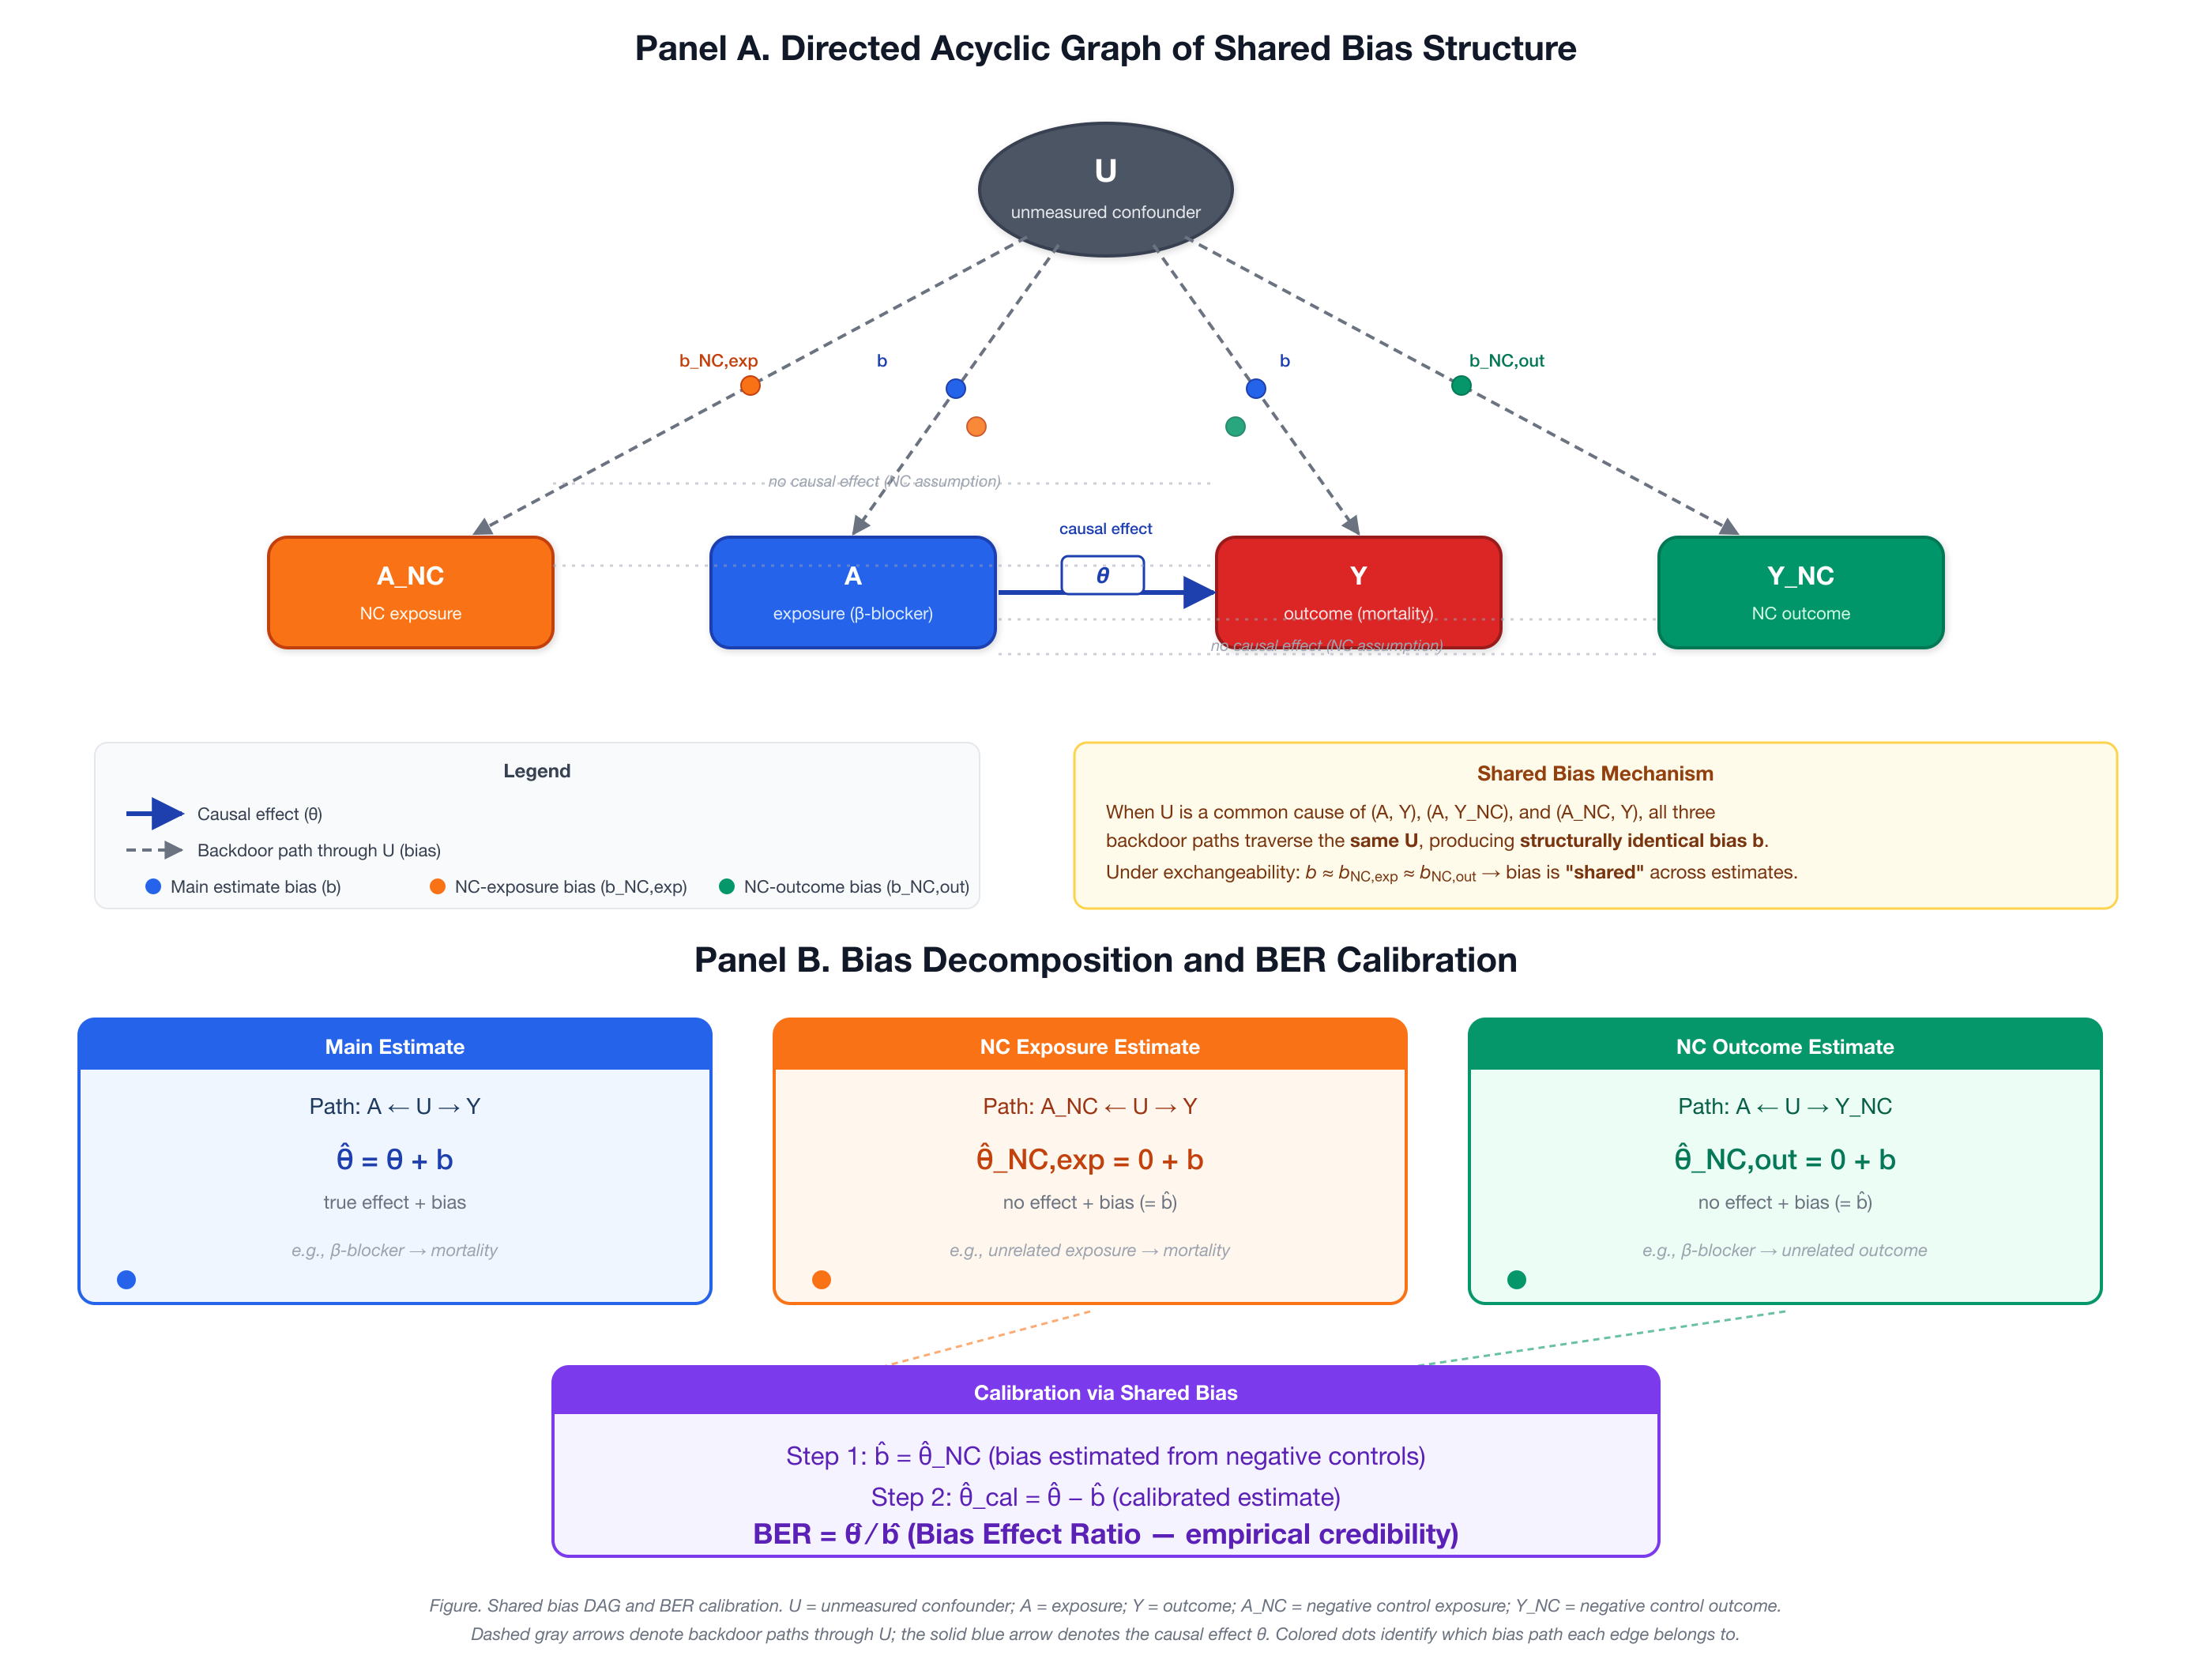 Panel A. Directed Acyclic Graph of Shared Bias Structure
U
unmeasured confounder
b_NC,exp
b
b
b_NC,out
no causal effect (NC assumption)
causal effect
A_NC
NC exposure
A
exposure (β-blocker)
θ
Y
outcome (mortality)
Y_NC
NC outcome
no causal effect (NC assumption)
Legend
Causal effect (θ)
Backdoor path through U (bias)
Main estimate bias (b)
NC-exposure bias (b_NC,exp)
NC-outcome bias (b_NC,out)
Shared Bias Mechanism
When U is a common cause of (A, Y), (A, Y_NC), and (A_NC, Y), all three
backdoor paths traverse the same U, producing structurally identical bias b.
Under exchangeability: b ≈ b_NC,exp ≈ b_NC,out → bias is "shared" across estimates.
Panel B. Bias Decomposition and BER Calibration
Main Estimate
Path: A ← U → Y
θ̂ = θ + b
true effect + bias
e.g., β-blocker → mortality
NC Exposure Estimate
Path: A_NC ← U → Y
θ̂_NC,exp = 0 + b
no effect + bias (= b̂)
e.g., unrelated exposure → mortality
NC Outcome Estimate
Path: A ← U → Y_NC
θ̂_NC,out = 0 + b
no effect + bias (= b̂)
e.g., β-blocker → unrelated outcome
Calibration via Shared Bias
Step 1: b̂ = θ̂_NC (bias estimated from negative controls)
Step 2: θ̂_cal = θ̂ − b̂ (calibrated estimate)
BER = θ̂ / b̂ (Bias Effect Ratio — empirical credibility)
Figure. Shared bias DAG and BER calibration. U = unmeasured confounder; A = exposure; Y = outcome; A_NC = negative control exposure; Y_NC = negative control outcome.
Dashed gray arrows denote backdoor paths through U; the solid blue arrow denotes the causal effect θ. Colored dots identify which bias path each edge belongs to.